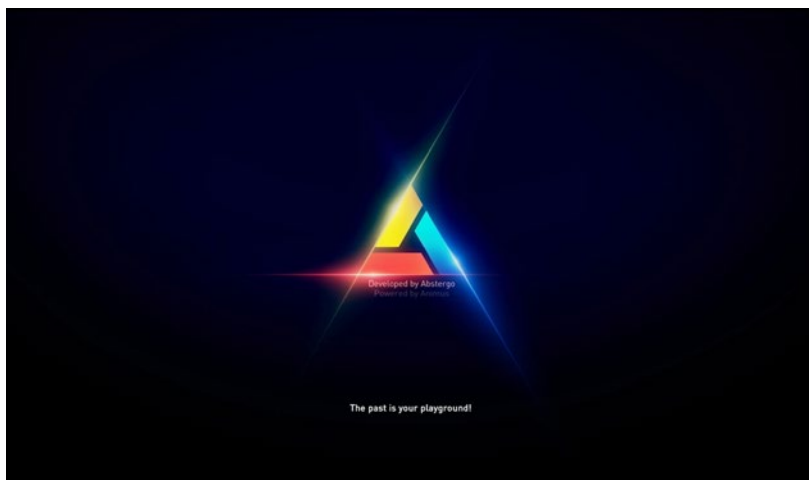 Developed by Abstergo
Powered by Animus
The past is your playground!